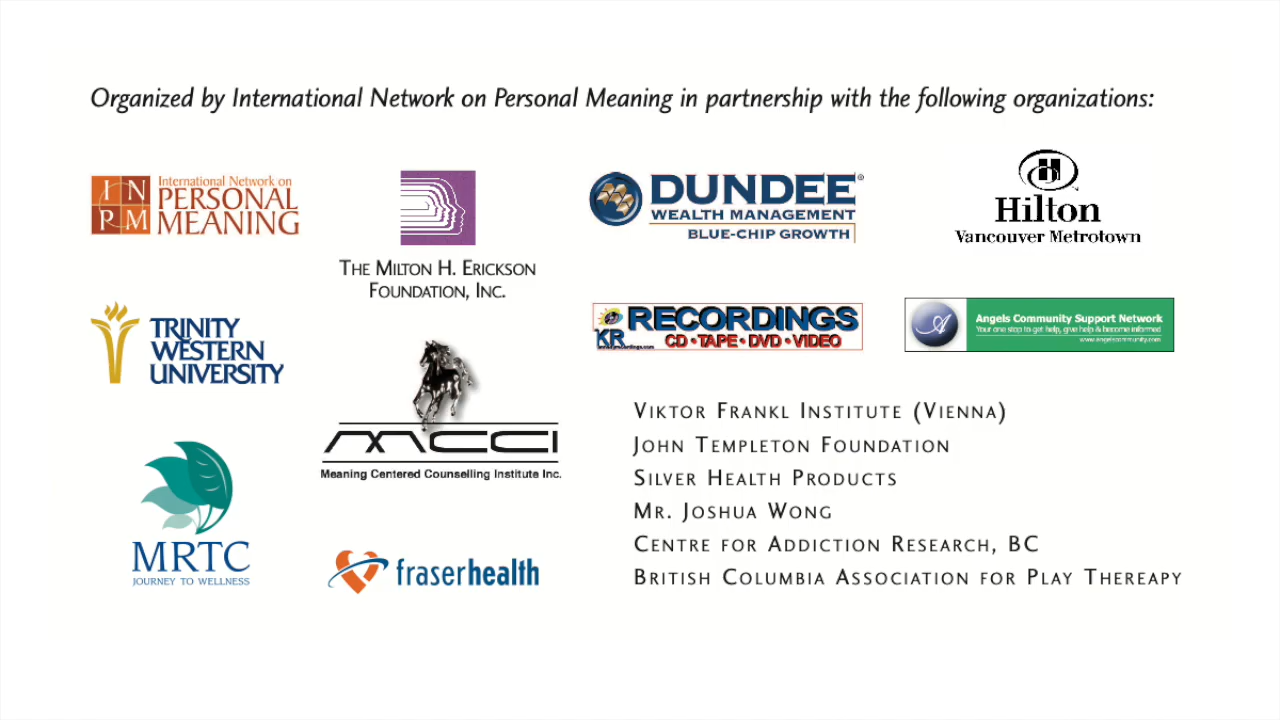 Organized by International Network on Personal Meaning in partnership with the following organizations:
I N
P M
International Network on
PERSONAL
MEANING
THE MILTON H. ERICKSON
FOUNDATION, INC.
DUNDEE®
WEALTH MANAGEMENT
BLUE-CHIP GROWTH
H
Hilton
Vancouver Metrotown
TRINITY
WESTERN
UNIVERSITY
MCCI
Meaning Centered Counselling Institute Inc.
KR
RECORDINGS
CD • TAPE • DVD • VIDEO
A
Angels Community Support Network
Your one stop to get help, give help & become informed
www.angelscommunity.com
MRTC
JOURNEY TO WELLNESS
fraserhealth
VIKTOR FRANKL INSTITUTE (VIENNA)
JOHN TEMPLETON FOUNDATION
SILVER HEALTH PRODUCTS
MR. JOSHUA WONG
CENTRE FOR ADDICTION RESEARCH, BC
BRITISH COLUMBIA ASSOCIATION FOR PLAY THEREAPY